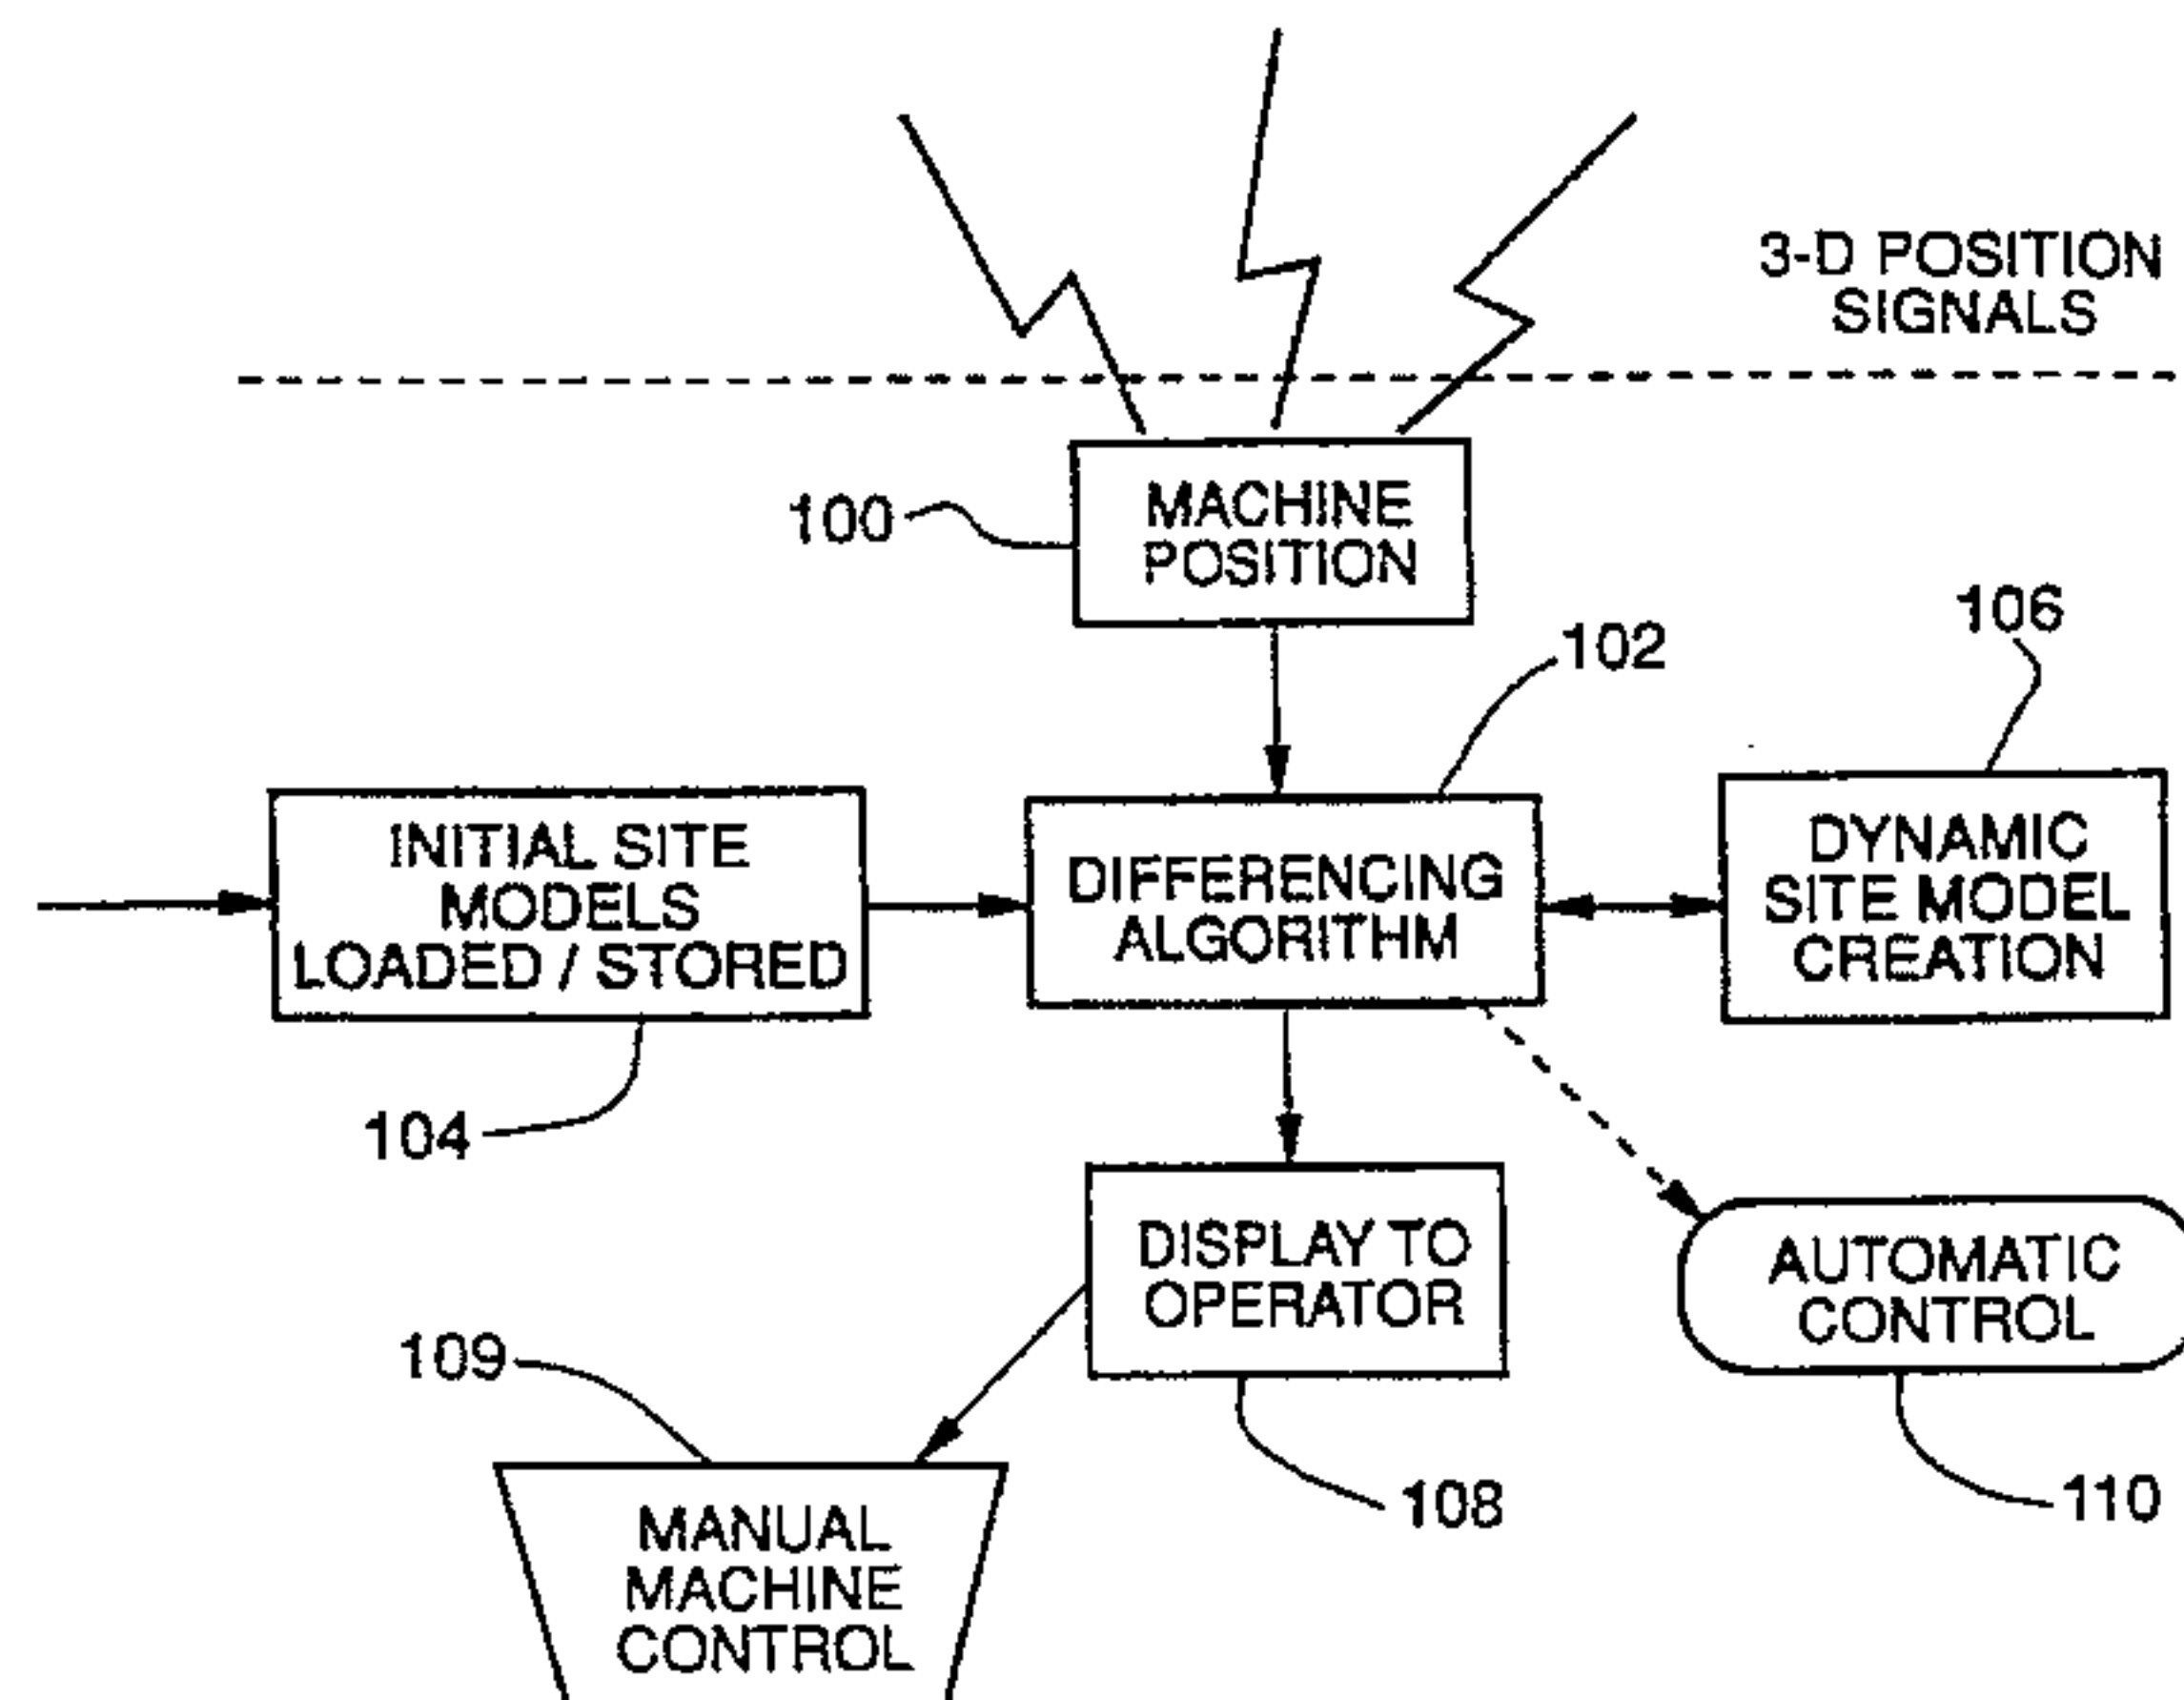 3-D POSITION
SIGNALS
100
MACHINE
POSITION
102
106
INITIAL SITE
MODELS
LOADED / STORED
DIFFERENCING
ALGORITHM
DYNAMIC
SITE MODEL
CREATION
104
DISPLAY TO
OPERATOR
AUTOMATIC
CONTROL
109
108
110
MANUAL
MACHINE
CONTROL